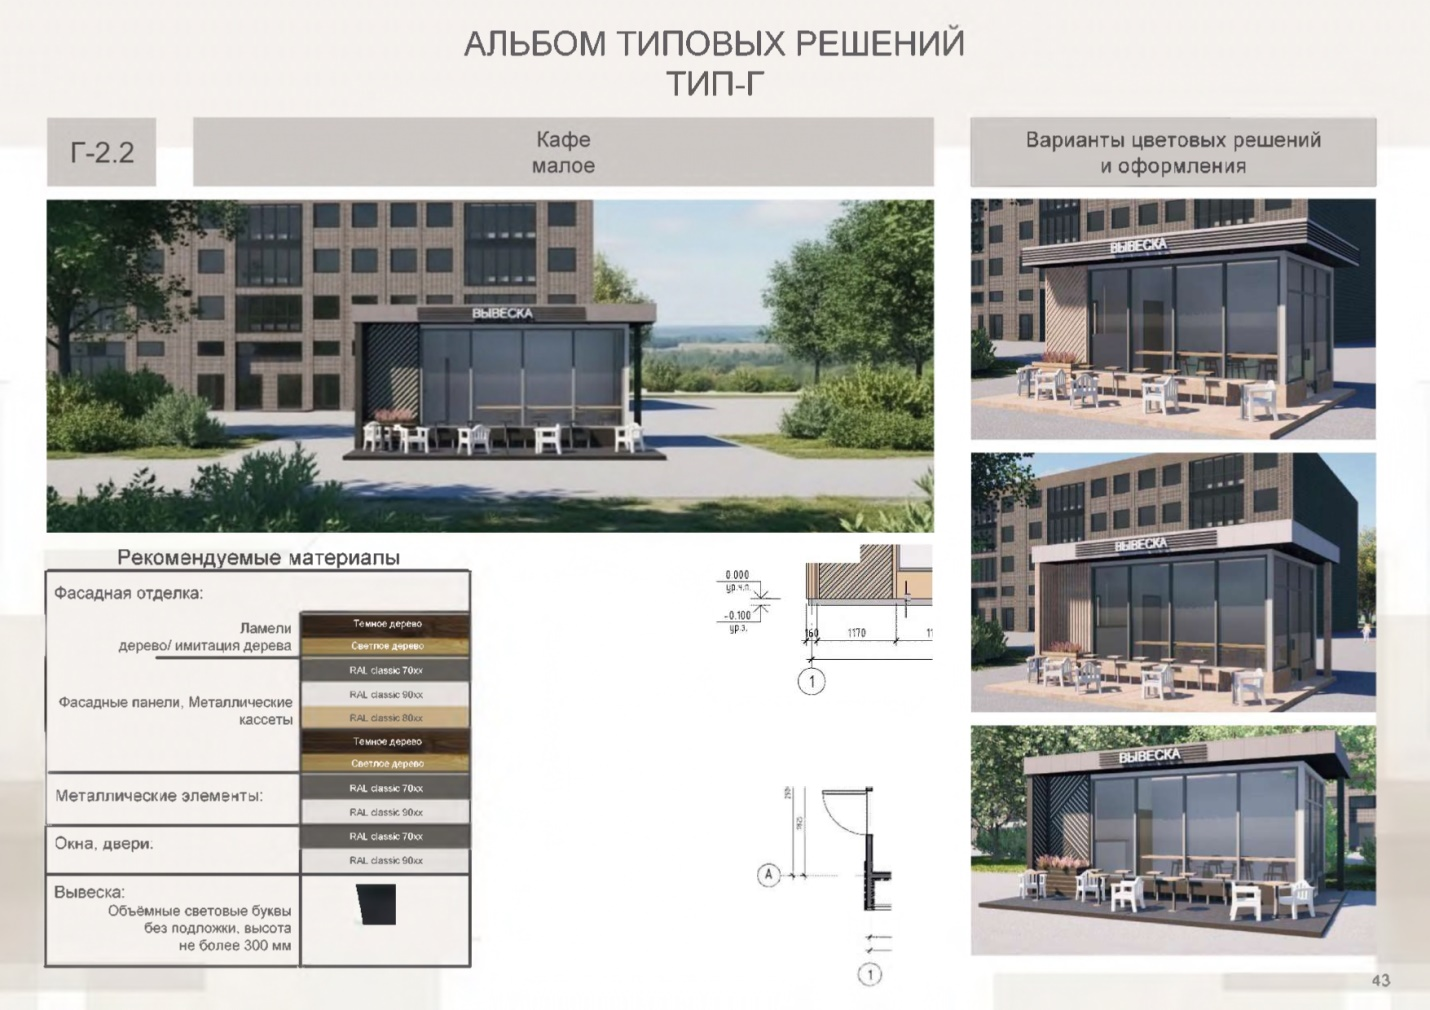 АЛЬБОМ ТИПОВЫХ РЕШЕНИЙ
ТИП-Г
Г-2.2
Кафе
малое
Варианты цветовых решений
и оформления
ВЫВЕСКА
ВЫВЕСКА
ВЫВЕСКА
ВЫВЕСКА
Рекомендуемые материалы
Фасадная отделка:
Ламели
дерево/ имитация дерева
Темное дерево
Светлое дерево
Фасадные панели, Металлические
кассеты
RAL classic 70xx
RAL classic 90xx
RAL classic 80xx
Темное дерево
Светлое дерево
Металлические элементы:
RAL classic 70xx
RAL classic 90xx
Окна, двери.
RAL classic 70xx
RAL classic 90xx
Вывеска:
Объёмные световые буквы
без подложки, высота
не более 300 мм
0.000
ур.ч.п.
-0.100
ур.з.
160
1170
1
А
1
43